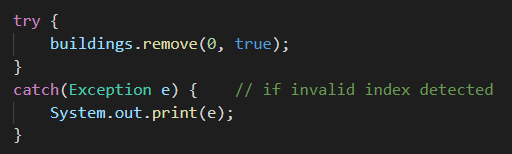 try {
    buildings.remove(0, true);
}
catch(Exception e) {    // if invalid index detected
    System.out.print(e);
}